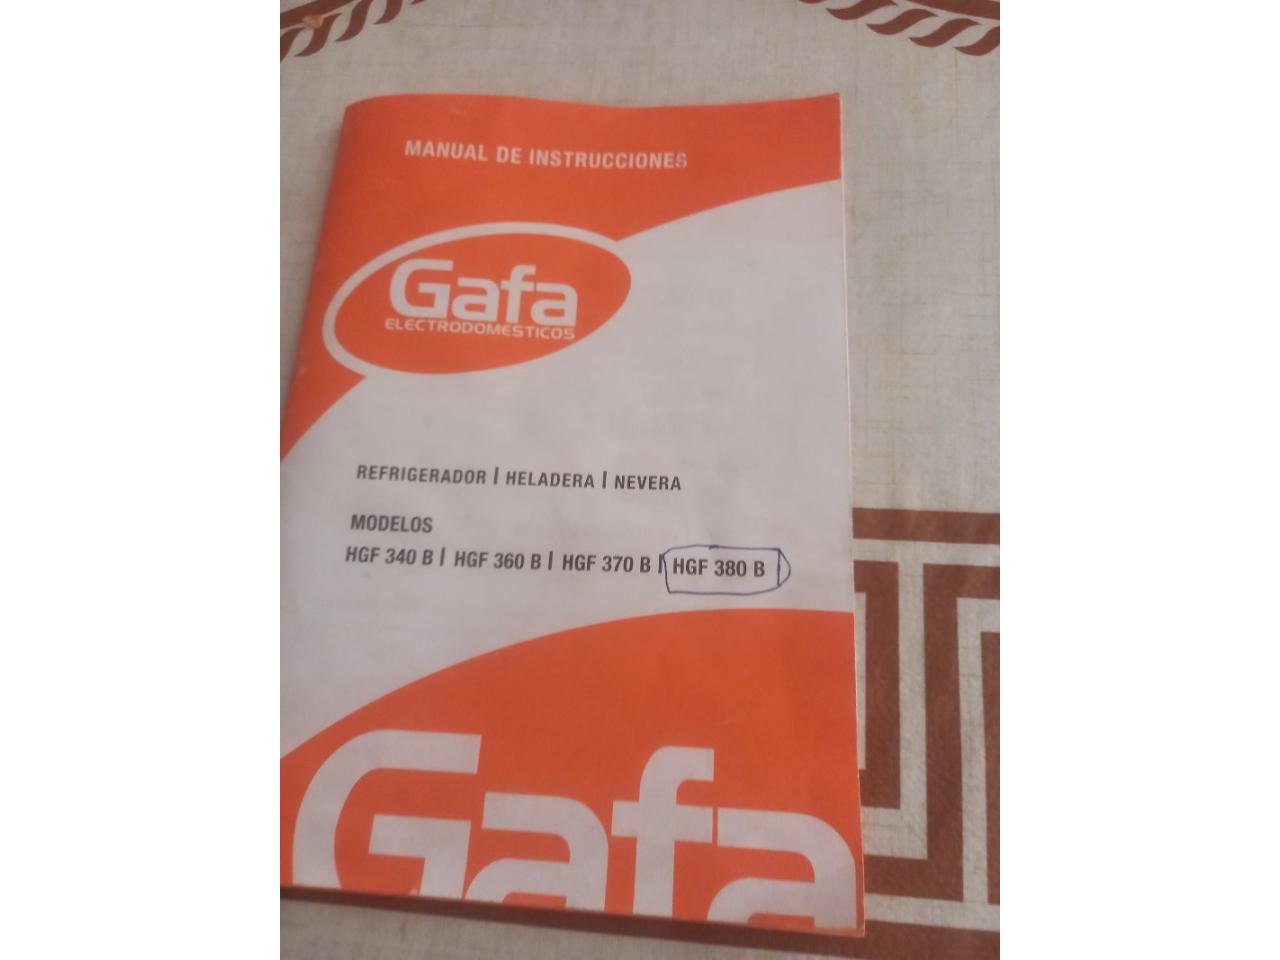 MANUAL DE INSTRUCCIONES
Gafa
ELECTRODOMESTICOS
REFRIGERADOR | HELADERA | NEVERA
MODELOS
HGF 340 B | HGF 360 B | HGF 370 B | HGF 380 B
Gafa